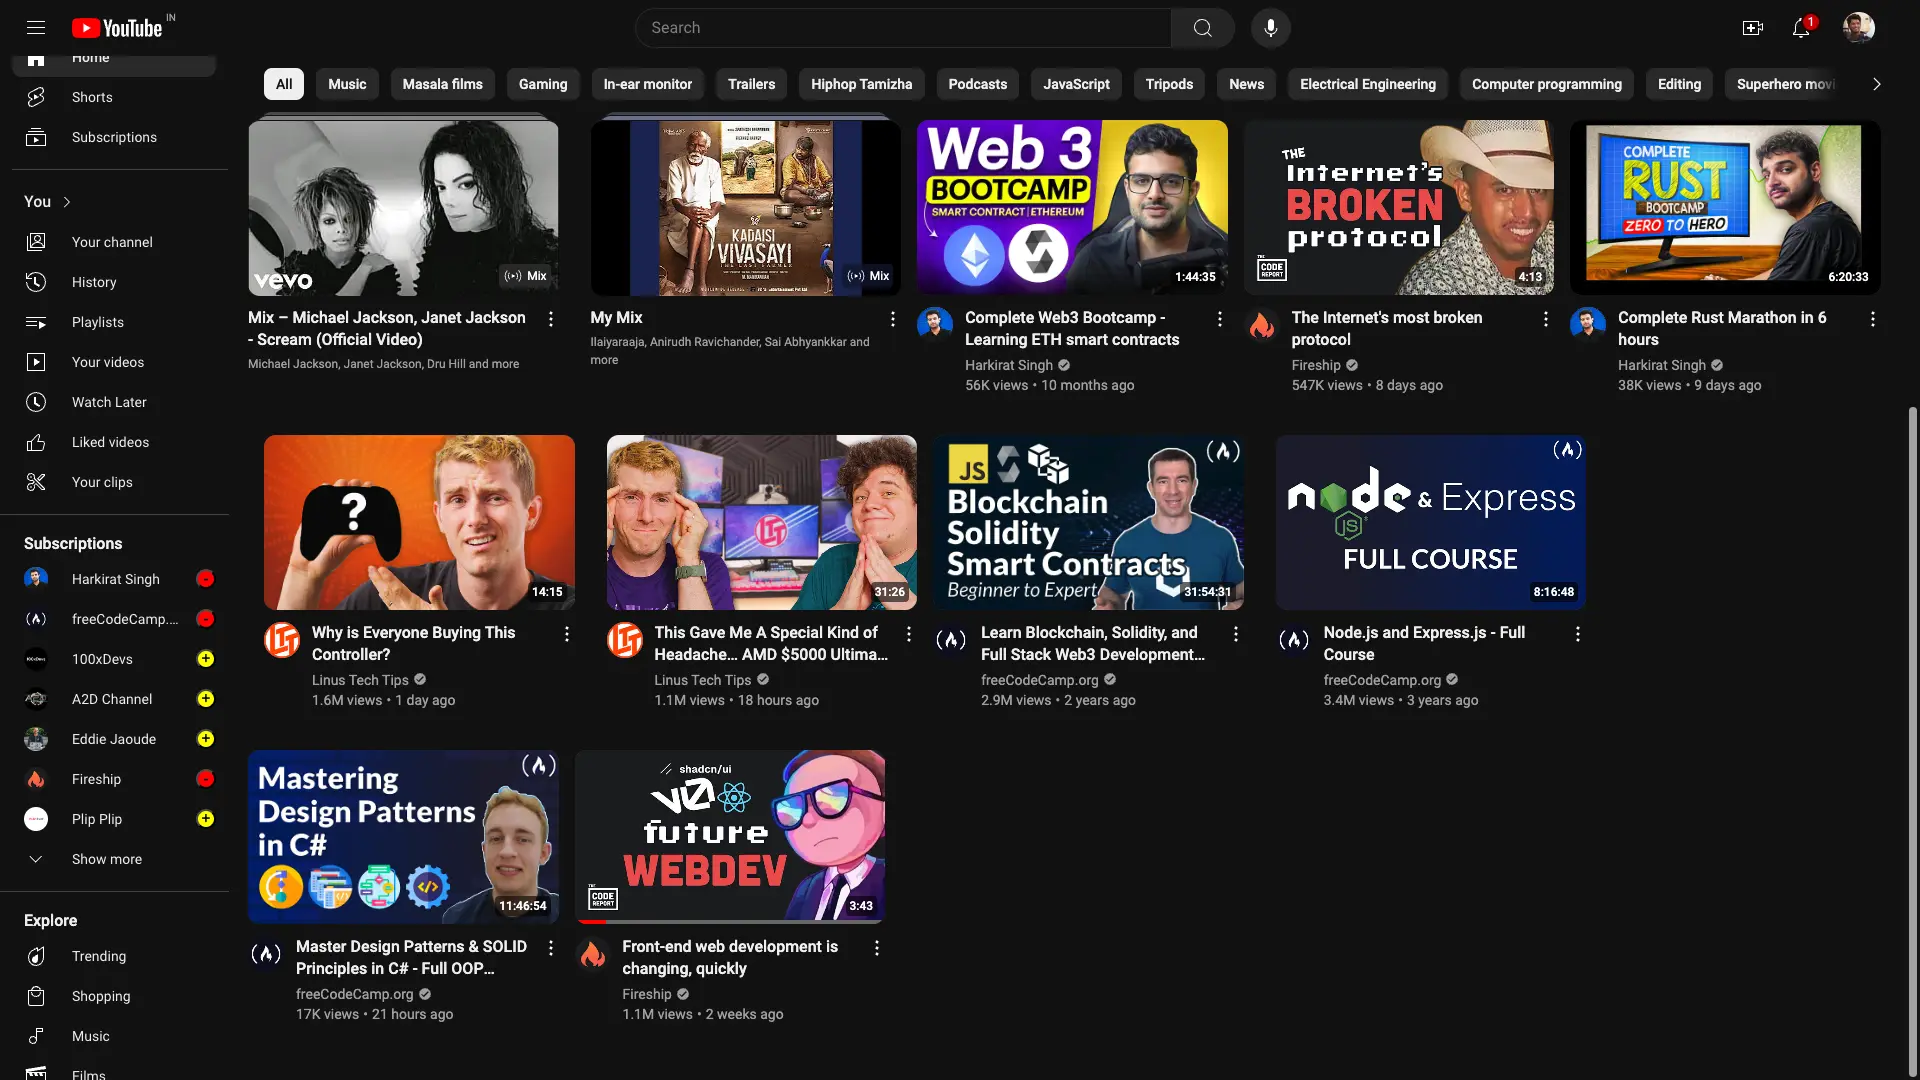 YouTube IN
Search
1
Home
Shorts
Subscriptions
You
Your channel
History
Playlists
Your videos
Watch Later
Liked videos
Your clips
Subscriptions
Harkirat Singh
freeCodeCamp....
100xDevs
A2D Channel
Eddie Jaoude
Fireship
Plip Plip
Show more
Explore
Trending
Shopping
Music
Films
All Music Masala films Gaming In-ear monitor Trailers Hiphop Tamizha Podcasts JavaScript Tripods News Electrical Engineering Computer programming Editing Superhero movi
vevo
Mix
Mix – Michael Jackson, Janet Jackson
- Scream (Official Video)
Michael Jackson, Janet Jackson, Dru Hill and more
KADAISI
VIVASAYI
THE LAST FARMER
Mix
My Mix
Ilaiyaraaja, Anirudh Ravichander, Sai Abhyankkar and
more
Web 3
BOOTCAMP
SMART CONTRACT | ETHEREUM
1:44:35
Complete Web3 Bootcamp -
Learning ETH smart contracts
Harkirat Singh
56K views • 10 months ago
THE
Internet's
BROKEN
protocol
THE
CODE
REPORT
4:13
The Internet's most broken
protocol
Fireship
547K views • 8 days ago
COMPLETE
RUST
BOOTCAMP
ZERO TO HERO
6:20:33
Complete Rust Marathon in 6
hours
Harkirat Singh
38K views • 9 days ago
?
14:15
LTT
Why is Everyone Buying This
Controller?
Linus Tech Tips
1.6M views • 1 day ago
LTT
31:26
LTT
This Gave Me A Special Kind of
Headache... AMD $5000 Ultima...
Linus Tech Tips
1.1M views • 18 hours ago
JS
Blockchain
Solidity
Smart Contracts
Beginner to Expert
31:54:31
Learn Blockchain, Solidity, and
Full Stack Web3 Development...
freeCodeCamp.org
2.9M views • 2 years ago
node & Express
JS
FULL COURSE
8:16:48
Node.js and Express.js - Full
Course
freeCodeCamp.org
3.4M views • 3 years ago
Mastering
Design Patterns
in C#
11:46:54
Master Design Patterns & SOLID
Principles in C# - Full OOP...
freeCodeCamp.org
17K views • 21 hours ago
shadcn/ui
v0
future
WEBDEV
THE
CODE
REPORT
3:43
Front-end web development is
changing, quickly
Fireship
1.1M views • 2 weeks ago